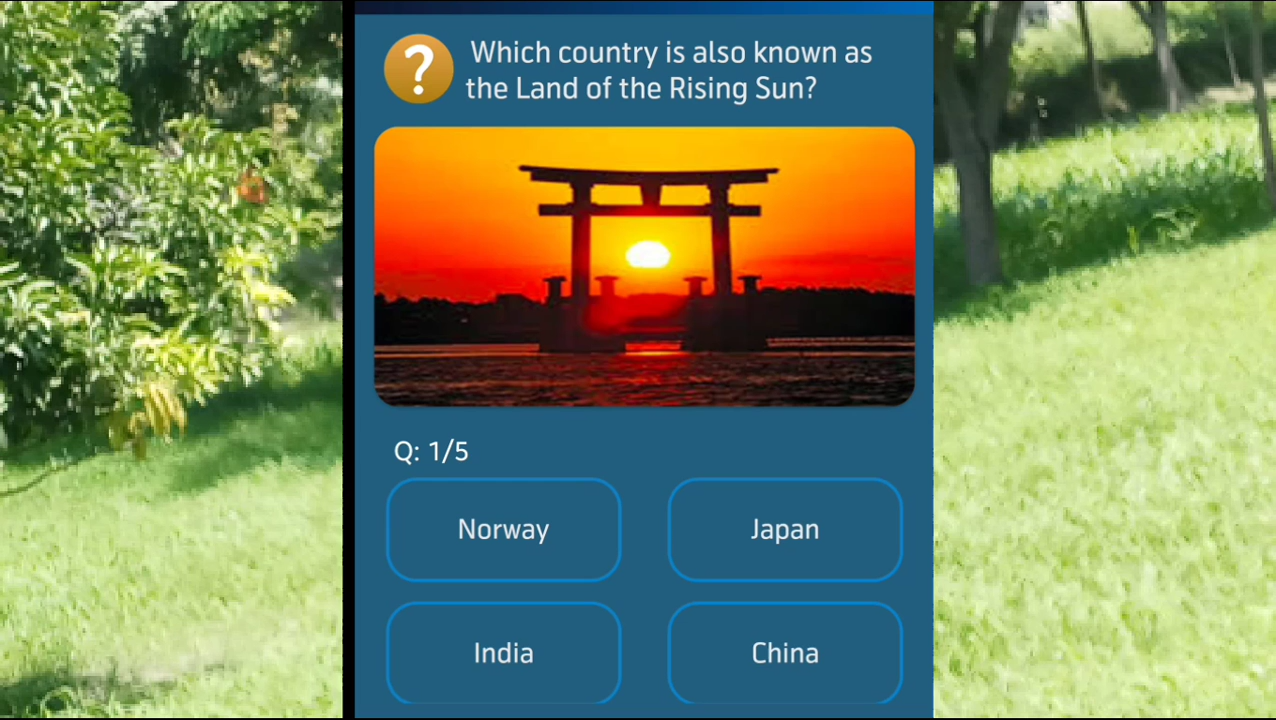 ?
Which country is also known as
the Land of the Rising Sun?
Q: 1/5
Norway
Japan
India
China